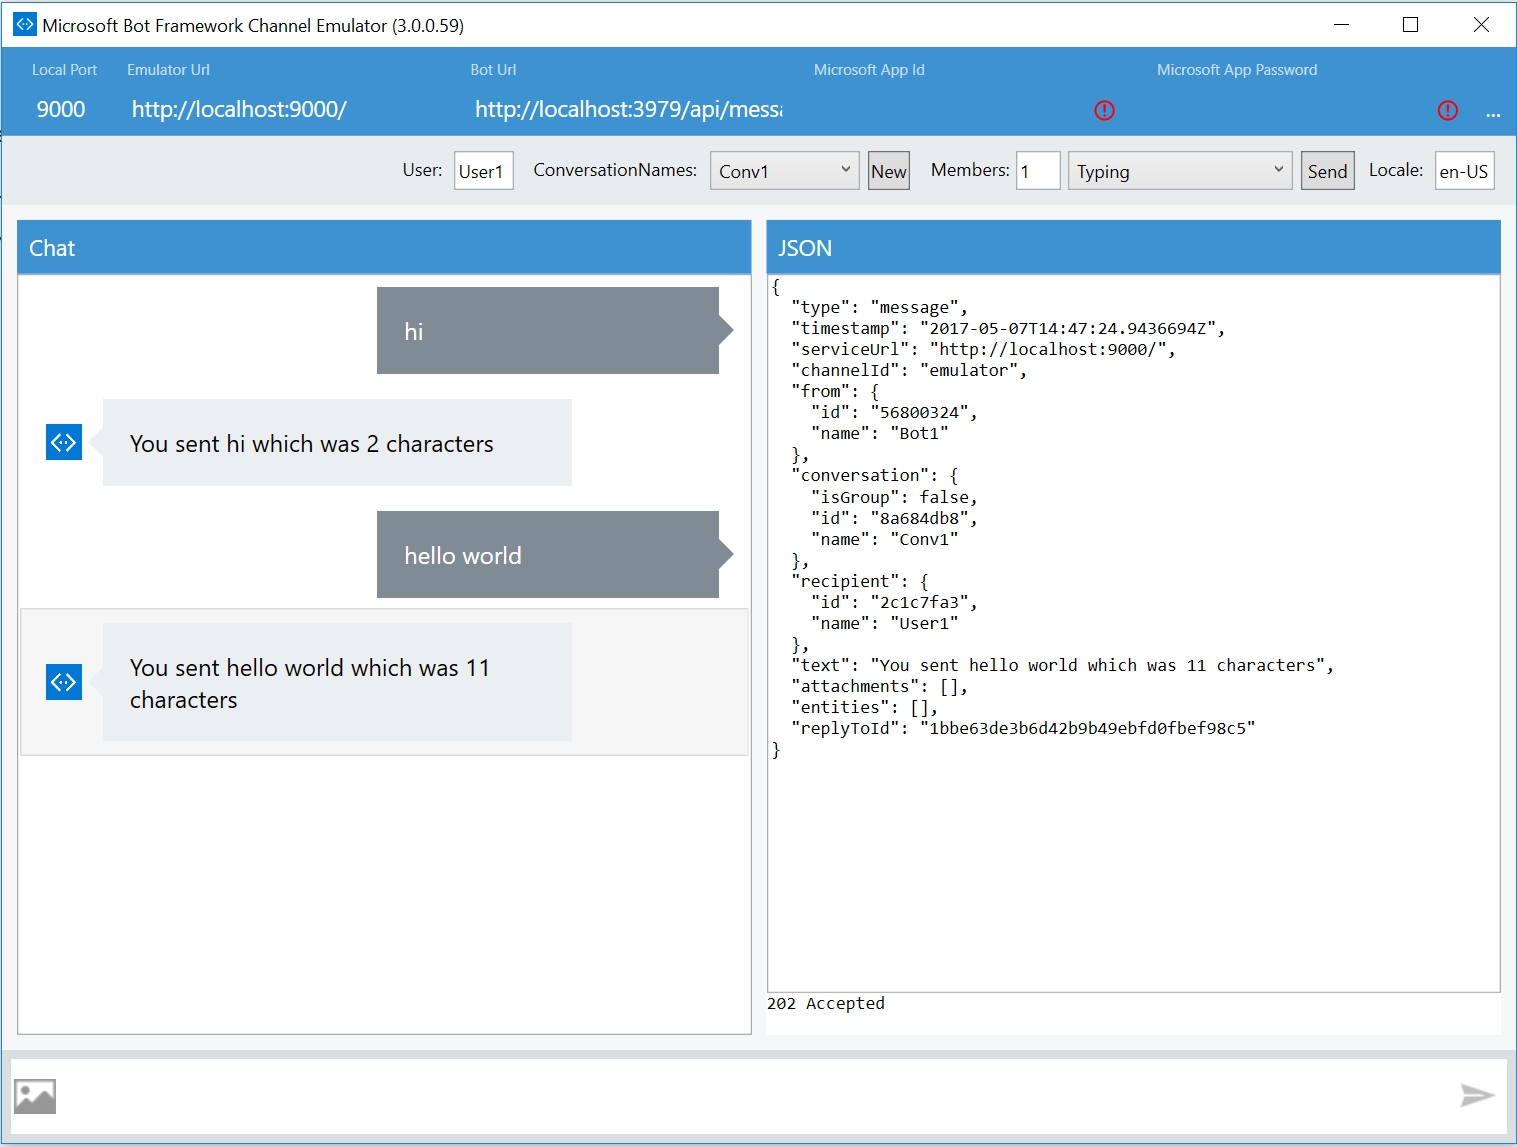 Microsoft Bot Framework Channel Emulator (3.0.0.59)
Local Port Emulator Url Bot Url Microsoft App Id Microsoft App Password
9000 http://localhost:9000/ http://localhost:3979/api/messa ...
User: User1 ConversationNames: Conv1 New Members: 1 Typing Send Locale: en-US
Chat
hi
You sent hi which was 2 characters
hello world
You sent hello world which was 11
characters
JSON
{
"type": "message",
"timestamp": "2017-05-07T14:47:24.9436694Z",
"serviceUrl": "http://localhost:9000/",
"channelId": "emulator",
"from": {
"id": "56800324",
"name": "Bot1"
},
"conversation": {
"isGroup": false,
"id": "8a684db8",
"name": "Conv1"
},
"recipient": {
"id": "2c1c7fa3",
"name": "User1"
},
"text": "You sent hello world which was 11 characters",
"attachments": [],
"entities": [],
"replyToId": "1bbe63de3b6d42b9b49ebfd0fbef98c5"
}
202 Accepted